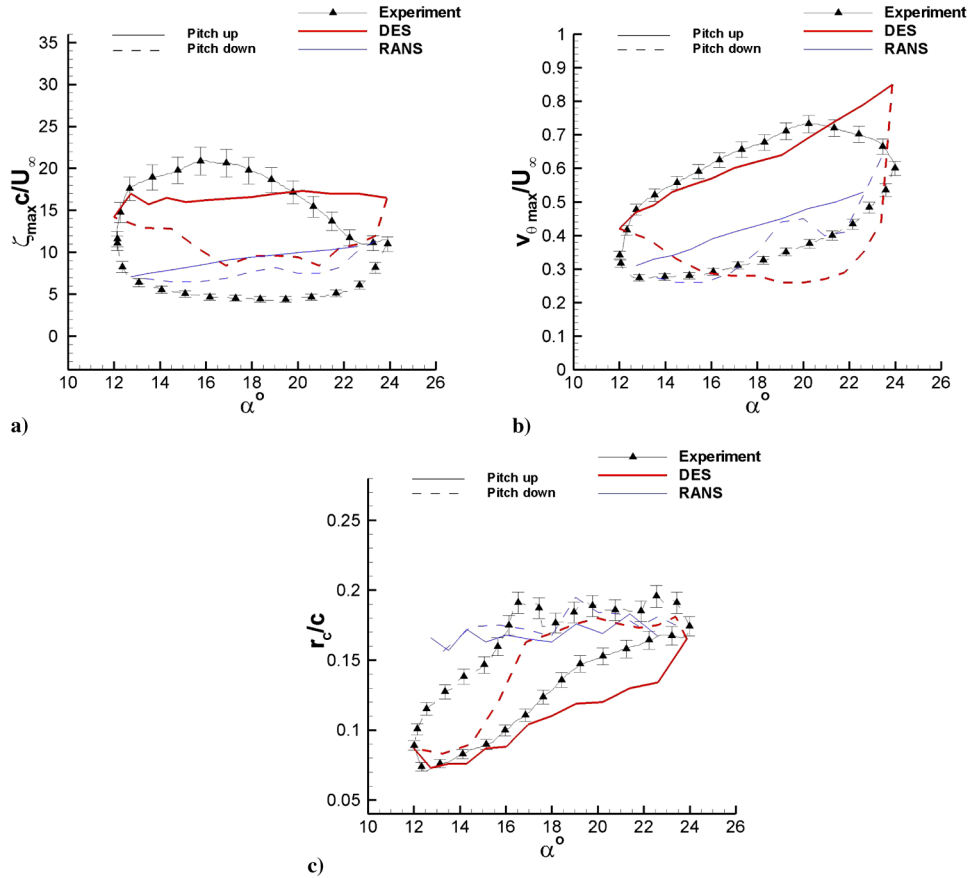 Experiment
Pitch up DES
Pitch down RANS
ζmax c/U∞
35
30
25
20
15
10
5
0
10 12 14 16 18 20 22 24 26
α°
a)
Experiment
Pitch up DES
Pitch down RANS
vθ max/U∞
1
0.9
0.8
0.7
0.6
0.5
0.4
0.3
0.2
0.1
0
10 12 14 16 18 20 22 24 26
α°
b)
Experiment
Pitch up DES
Pitch down RANS
rc/c
0.25
0.2
0.15
0.1
0.05
10 12 14 16 18 20 22 24 26
α°
c)